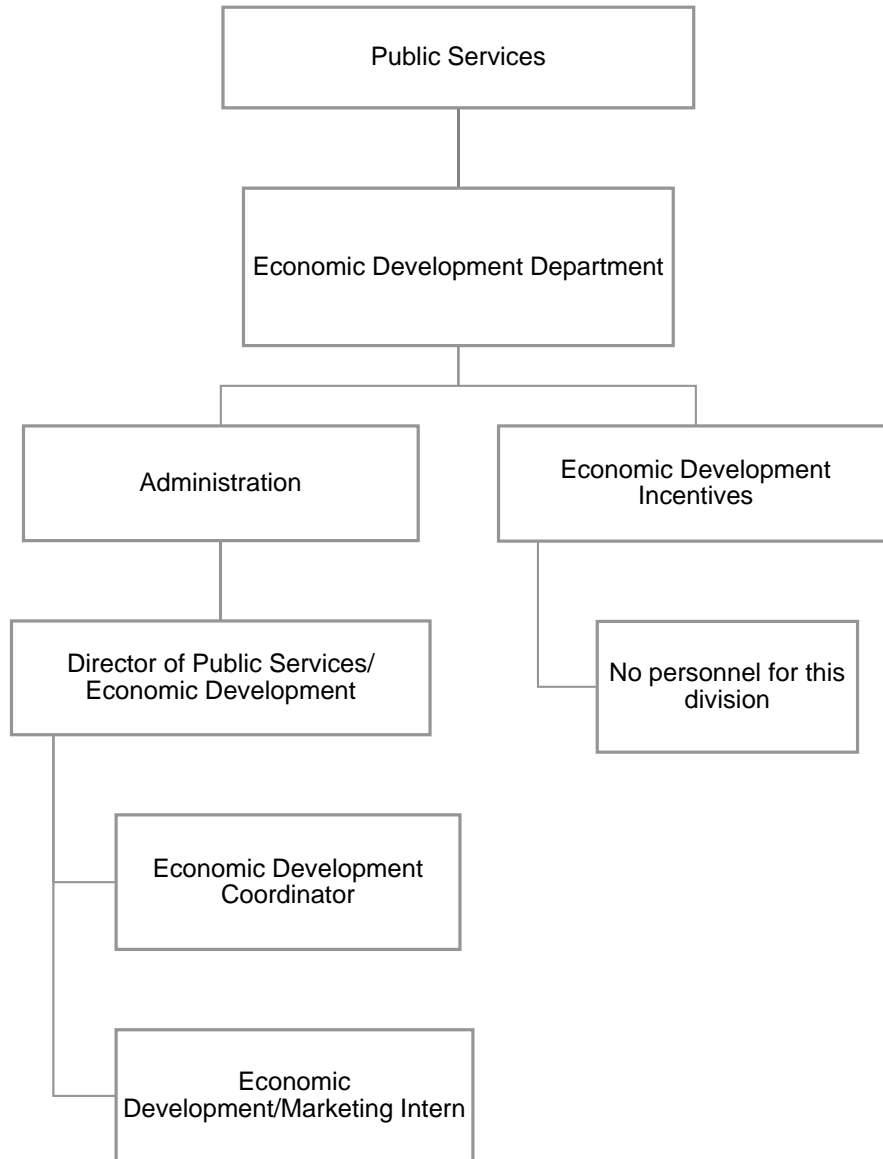 Public Services
Economic Development Department
Administration
Economic Development
Incentives
Director of Public Services/
Economic Development
No personnel for this
division
Economic Development
Coordinator
Economic
Development/Marketing Intern